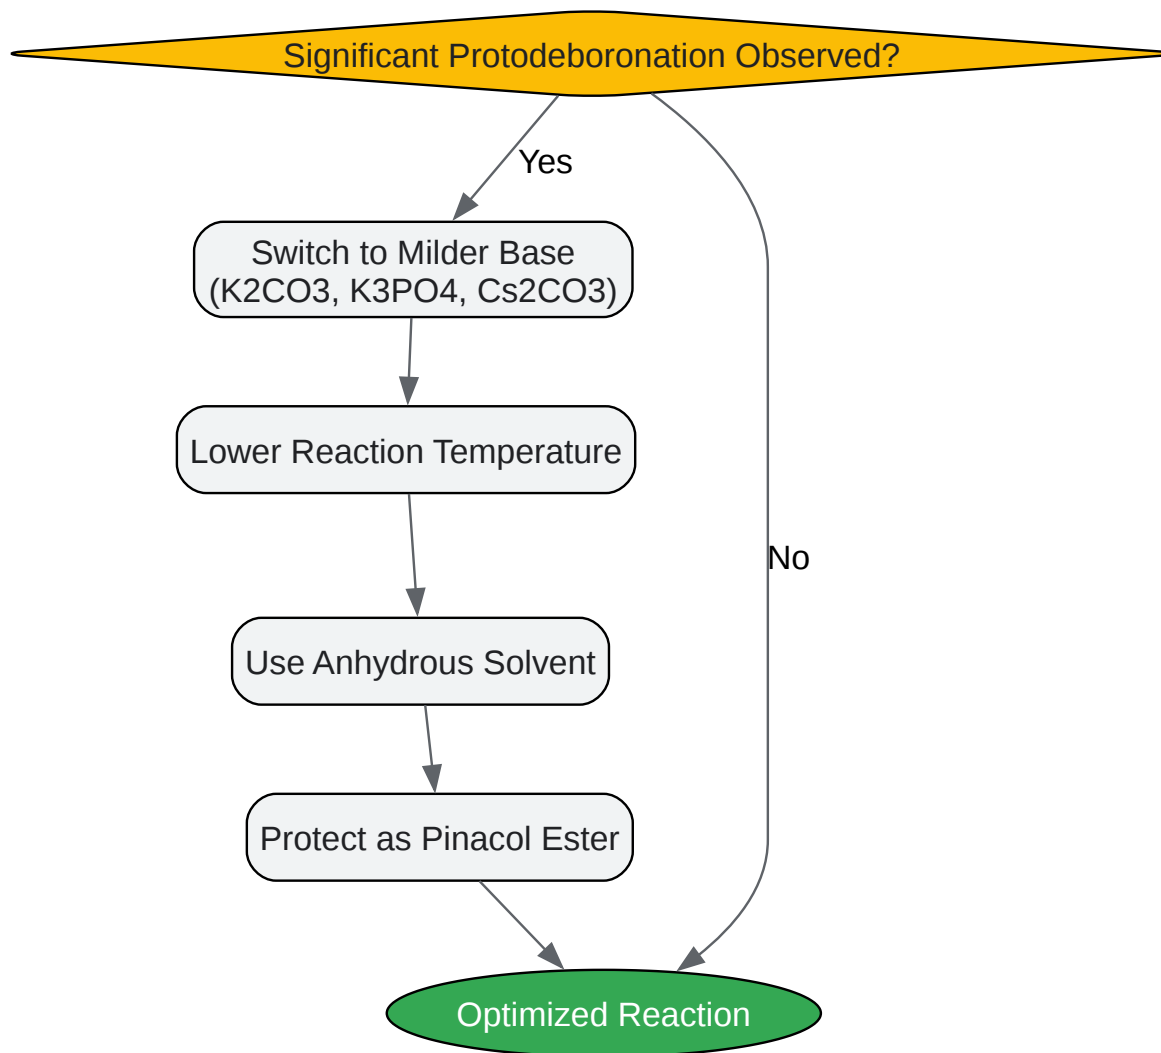 Significant Protodeboronation Observed?
Yes
Switch to Milder Base
(K2CO3, K3PO4, Cs2CO3)
Lower Reaction Temperature
No
Use Anhydrous Solvent
Protect as Pinacol Ester
Optimized Reaction